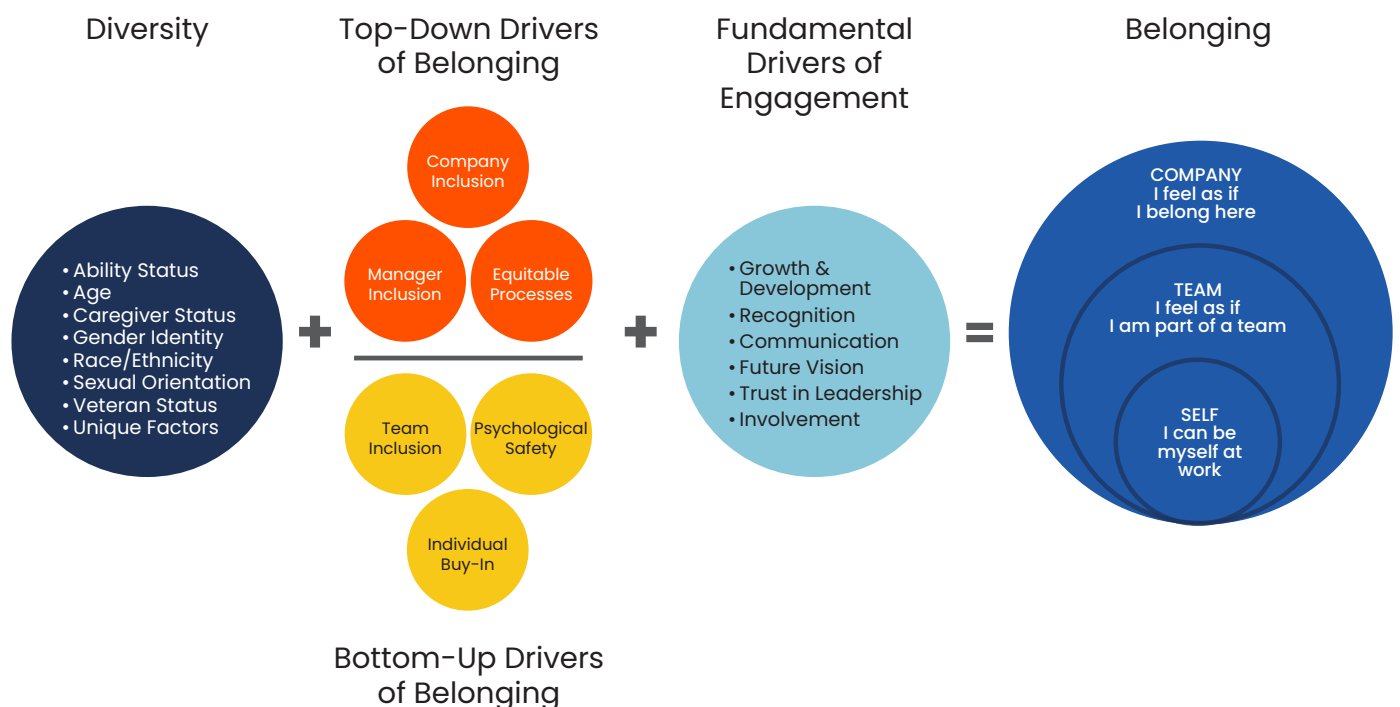 Diversity
• Ability Status
• Age
• Caregiver Status
• Gender Identity
• Race/Ethnicity
• Sexual Orientation
• Veteran Status
• Unique Factors
+
Top-Down Drivers
of Belonging
Company
Inclusion
Manager
Inclusion
Equitable
Processes
Team
Inclusion
Psychological
Safety
Individual
Buy-In
Bottom-Up Drivers
of Belonging
+
Fundamental
Drivers of
Engagement
• Growth &
Development
• Recognition
• Communication
• Future Vision
• Trust in Leadership
• Involvement
=
Belonging
COMPANY
I feel as if
I belong here
TEAM
I feel as if
I am part of a team
SELF
I can be
myself at
work